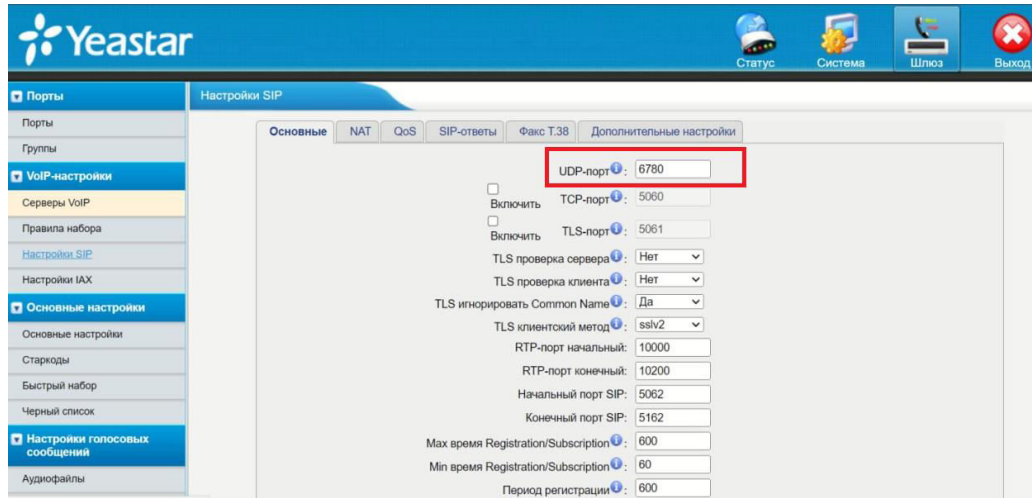 Yeastar
Статус
Система
Шлюз
Выход
Порты
Порты
Группы
VoIP-настройки
Серверы VoIP
Правила набора
Настройки SIP
Настройки IAX
Основные настройки
Основные настройки
Старкоды
Быстрый набор
Черный список
Настройки голосовых
сообщений
Аудиофайлы
Настройки SIP
Основные NAT QoS SIP-ответы Факс T.38 Дополнительные настройки
UDP-порт: 6780
Включить TCP-порт: 5060
Включить TLS-порт: 5061
TLS проверка сервера: Нет
TLS проверка клиента: Нет
TLS игнорировать Common Name: Да
TLS клиентский метод: sslv2
RTP-порт начальный: 10000
RTP-порт конечный: 10200
Начальный порт SIP: 5062
Конечный порт SIP: 5162
Max время Registration/Subscription: 600
Min время Registration/Subscription: 60
Период регистрации: 600